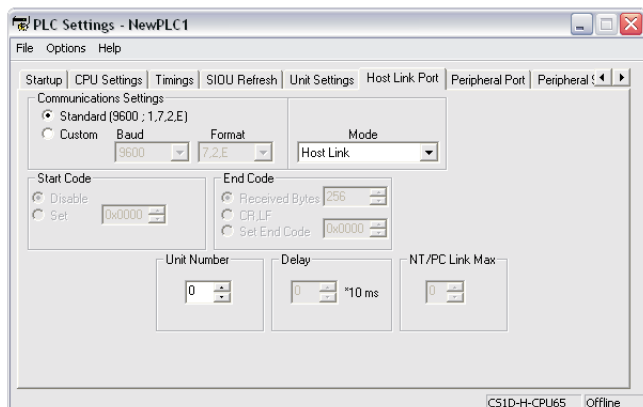 PLC Settings - NewPLC1
File Options Help
Startup CPU Settings Timings SIOU Refresh Unit Settings Host Link Port Peripheral Port Peripheral
Communications Settings
Standard (9600 ; 1,7,2,E)
Custom Baud Format Mode
9600 7,2,E Host Link
Start Code End Code
Disable Received Bytes 256
Set 0x0000 CR,LF
Set End Code 0x0000
Unit Number Delay NT/PC Link Max
0 0 *10 ms 0
CS1D-H-CPU65 Offline